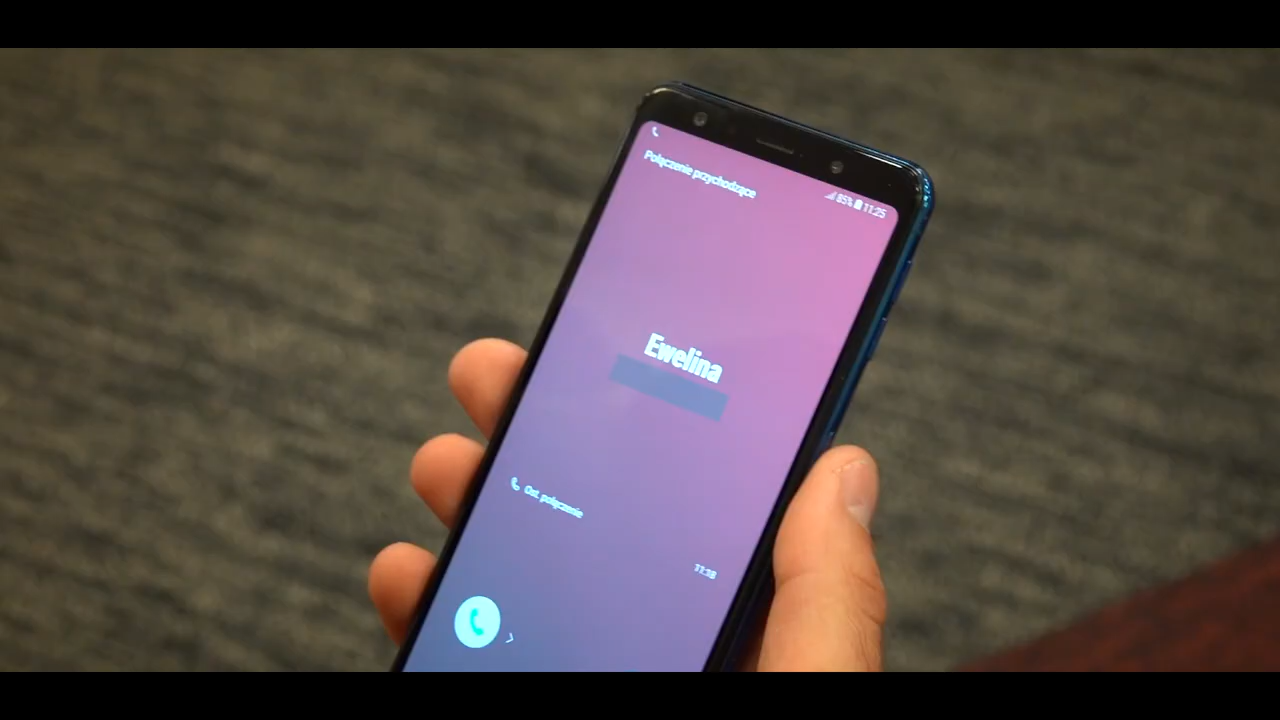 Połączenie przychodzące
85% 11:25
Ewelina
Ost. połączenie
11:18